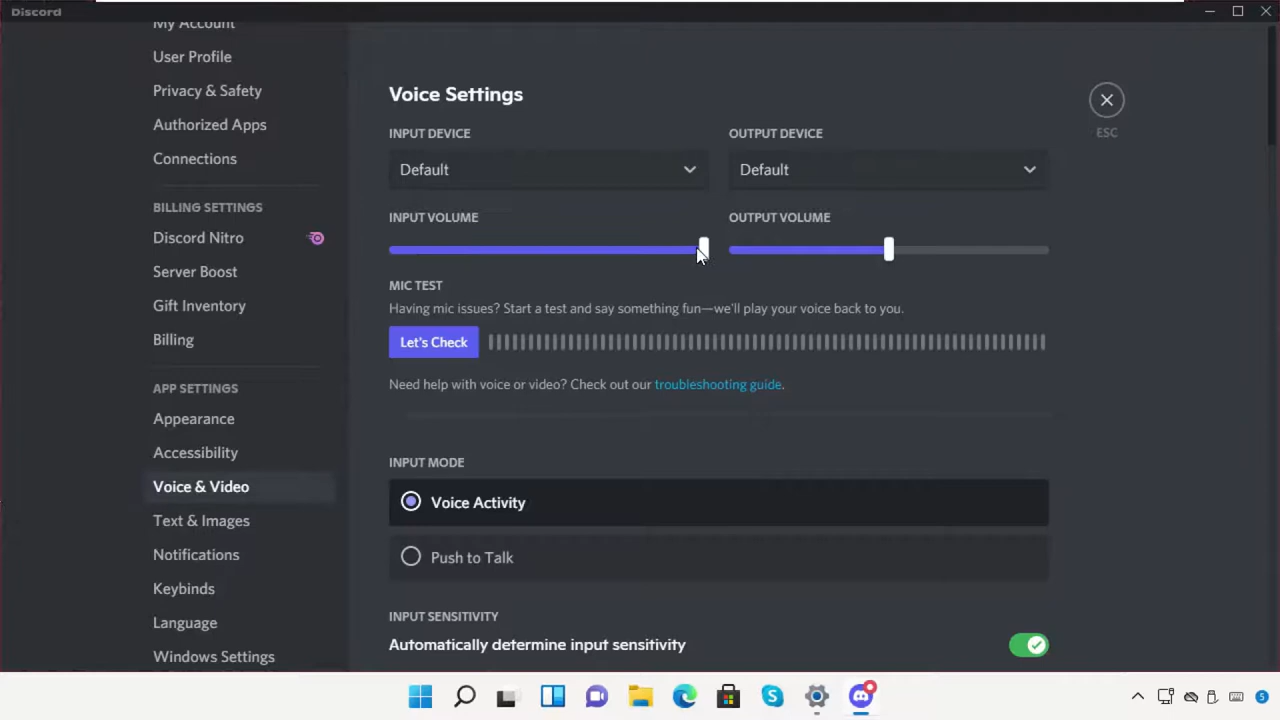 Discord
My Account
User Profile
Privacy & Safety
Authorized Apps
Connections
BILLING SETTINGS
Discord Nitro
Server Boost
Gift Inventory
Billing
APP SETTINGS
Appearance
Accessibility
Voice & Video
Text & Images
Notifications
Keybinds
Language
Windows Settings
Voice Settings
ESC
INPUT DEVICE
OUTPUT DEVICE
Default
Default
INPUT VOLUME
OUTPUT VOLUME
MIC TEST
Having mic issues? Start a test and say something fun—we'll play your voice back to you.
Let's Check
Need help with voice or video? Check out our troubleshooting guide.
INPUT MODE
Voice Activity
Push to Talk
INPUT SENSITIVITY
Automatically determine input sensitivity
5